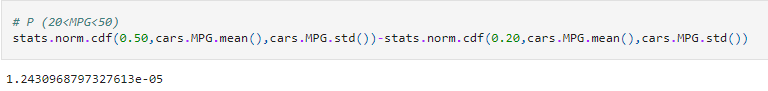 # P (20<MPG<50)
stats.norm.cdf(0.50,cars.MPG.mean(),cars.MPG.std())-stats.norm.cdf(0.20,cars.MPG.mean(),cars.MPG.std())
1.2430968797327613e-05